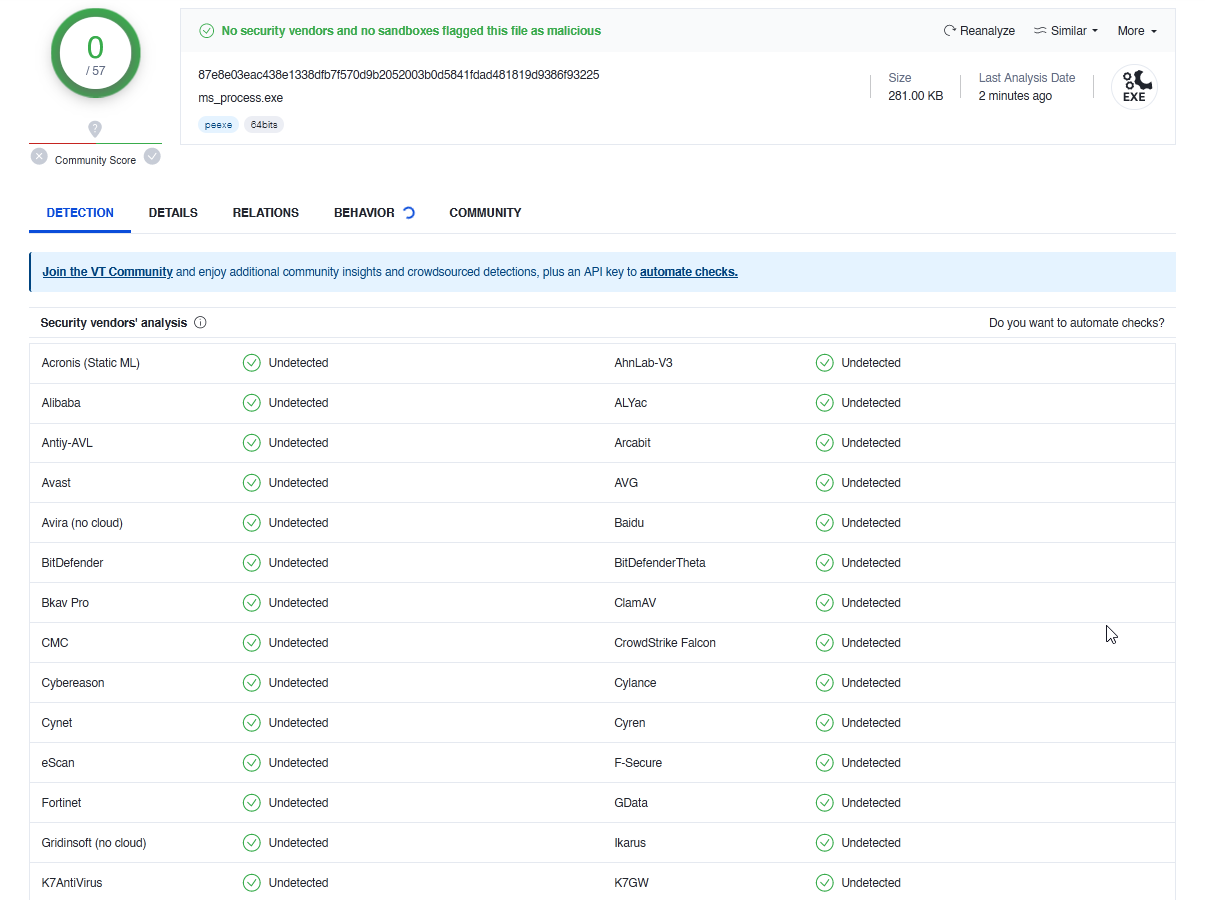 0
/ 57
?
Community Score
No security vendors and no sandboxes flagged this file as malicious
Reanalyze Similar More
87e8e03eac438e1338dfb7f570d9b2052003b0d5841fdad481819d9386f93225
ms_process.exe
peexe 64bits
Size
281.00 KB
Last Analysis Date
2 minutes ago
EXE
DETECTION DETAILS RELATIONS BEHAVIOR COMMUNITY
Join the VT Community and enjoy additional community insights and crowdsourced detections, plus an API key to automate checks.
Security vendors' analysis Do you want to automate checks?
Acronis (Static ML) Undetected AhnLab-V3 Undetected
Alibaba Undetected ALYac Undetected
Antiy-AVL Undetected Arcabit Undetected
Avast Undetected AVG Undetected
Avira (no cloud) Undetected Baidu Undetected
BitDefender Undetected BitDefenderTheta Undetected
Bkav Pro Undetected ClamAV Undetected
CMC Undetected CrowdStrike Falcon Undetected
Cybereason Undetected Cylance Undetected
Cynet Undetected Cyren Undetected
eScan Undetected F-Secure Undetected
Fortinet Undetected GData Undetected
Gridinsoft (no cloud) Undetected Ikarus Undetected
K7AntiVirus Undetected K7GW Undetected